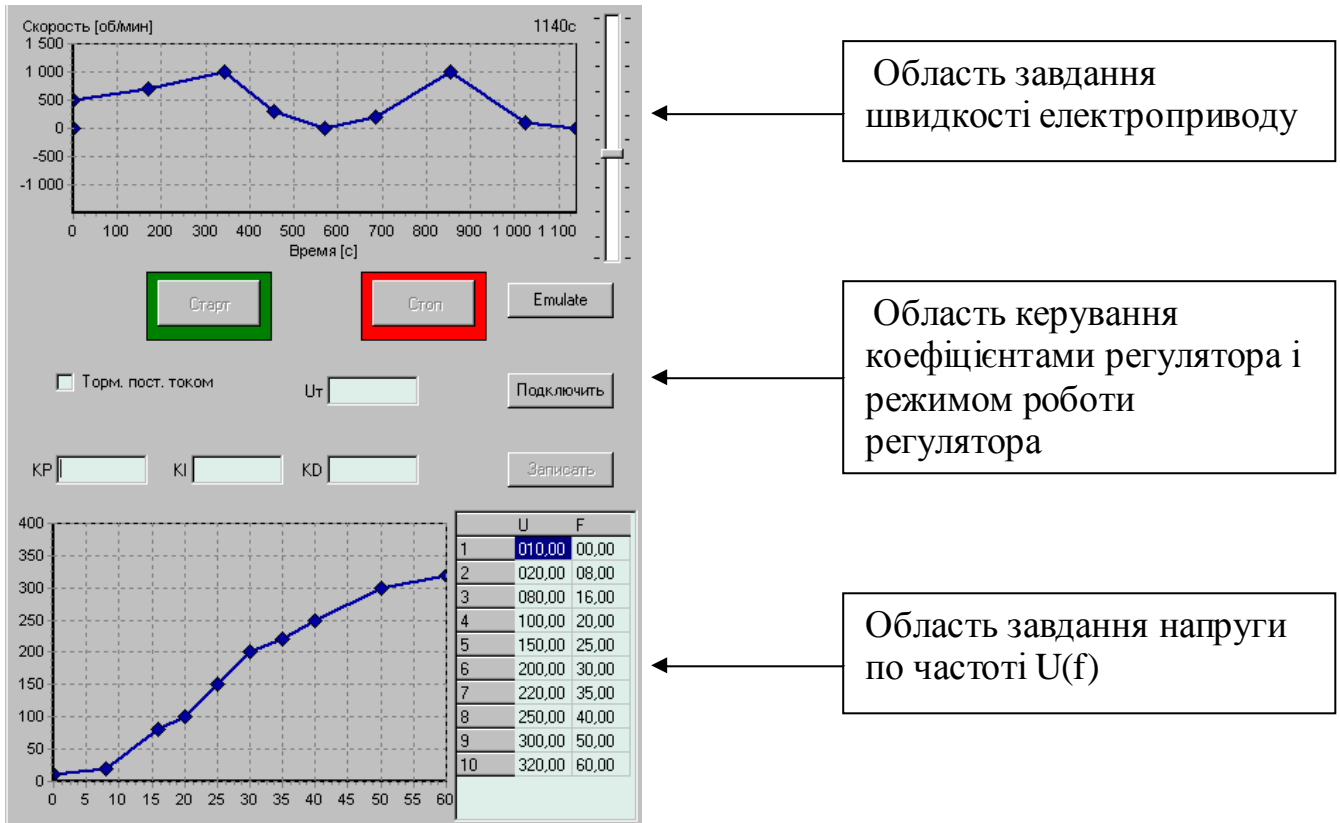 Скорость [об/мин]
1140с
1 500
1 000
500
0
-500
-1 000
0 100 200 300 400 500 600 700 800 900 1 000 1 100
Время [с]
Область завдання
швидкості електроприводу
Старт
Стоп
Emulate
Торм. пост. током
Uт
Подключить
KP
KI
KD
Записать
Область керування
коефіцієнтами регулятора і
режимом роботи
регулятора
400
350
300
250
200
150
100
50
0
0 5 10 15 20 25 30 35 40 45 50 55 60
U F
1 010,00 00,00
2 020,00 08,00
3 080,00 16,00
4 100,00 20,00
5 150,00 25,00
6 200,00 30,00
7 220,00 35,00
8 250,00 40,00
9 300,00 50,00
10 320,00 60,00
Область завдання напруги
по частоті U(f)